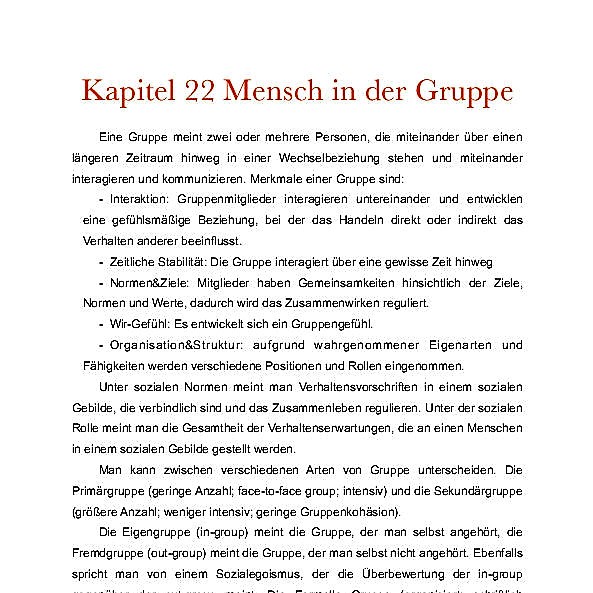 Kapitel 22 Mensch in der Gruppe
Eine Gruppe meint zwei oder mehrere Personen, die miteinander über einen
längeren Zeitraum hinweg in einer Wechselbeziehung stehen und miteinander
interagieren und kommunizieren. Merkmale einer Gruppe sind:
- Interaktion: Gruppenmitglieder interagieren untereinander und entwicklen
eine gefühlsmäßige Beziehung, bei der das Handeln direkt oder indirekt das
Verhalten anderer beeinflusst.
- Zeitliche Stabilität: Die Gruppe interagiert über eine gewisse Zeit hinweg
- Normen&Ziele: Mitglieder haben Gemeinsamkeiten hinsichtlich der Ziele,
Normen und Werte, dadurch wird das Zusammenwirken reguliert.
- Wir-Gefühl: Es entwickelt sich ein Gruppengefühl.
- Organisation&Struktur: aufgrund wahrgenommener Eigenarten und
Fähigkeiten werden verschiedene Positionen und Rollen eingenommen.
Unter sozialen Normen meint man Verhaltensvorschriften in einem sozialen
Gebilde, die verbindlich sind und das Zusammenleben regulieren. Unter der sozialen
Rolle meint man die Gesamtheit der Verhaltenserwartungen, die an einen Menschen
in einem sozialen Gebilde gestellt werden.
Man kann zwischen verschiedenen Arten von Gruppe unterscheiden. Die
Primärgruppe (geringe Anzahl; face-to-face group; intensiv) und die Sekundärgruppe
(größere Anzahl; weniger intensiv; geringe Gruppenkohäsion).
Die Eigengruppe (in-group) meint die Gruppe, der man selbst angehört, die
Fremdgruppe (out-group) meint die Gruppe, der man selbst nicht angehört. Ebenfalls
spricht man von einem Sozialegoismus, der die Überbewertung der in-group